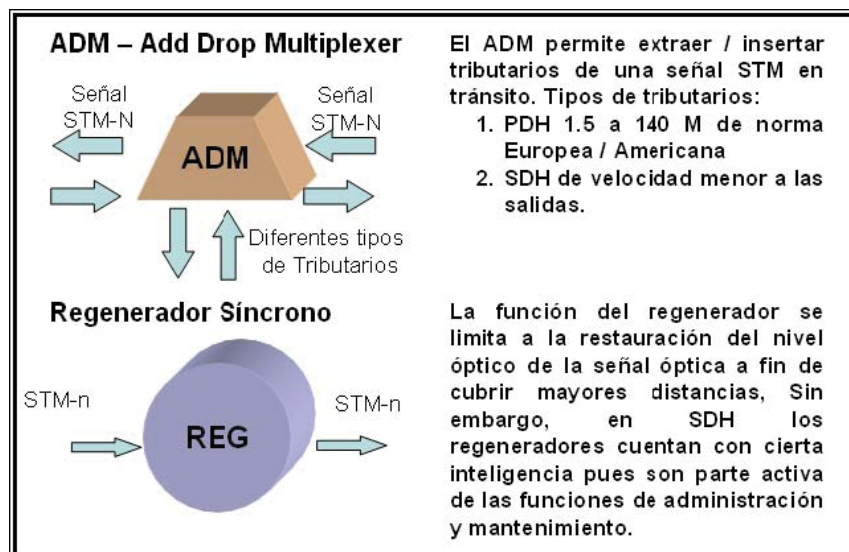 ADM – Add Drop Multiplexer
Señal
STM-N
Señal
STM-N
ADM
Diferentes tipos
de Tributarios
El ADM permite extraer / insertar
tributarios de una señal STM en
tránsito. Tipos de tributarios:
1. PDH 1.5 a 140 M de norma
Europea / Americana
2. SDH de velocidad menor a las
salidas.
Regenerador Síncrono
STM-n
REG
STM-n
La función del regenerador se
limita a la restauración del nivel
óptico de la señal óptica a fin de
cubrir mayores distancias, Sin
embargo, en SDH los
regeneradores cuentan con cierta
inteligencia pues son parte activa
de las funciones de administración
y mantenimiento.